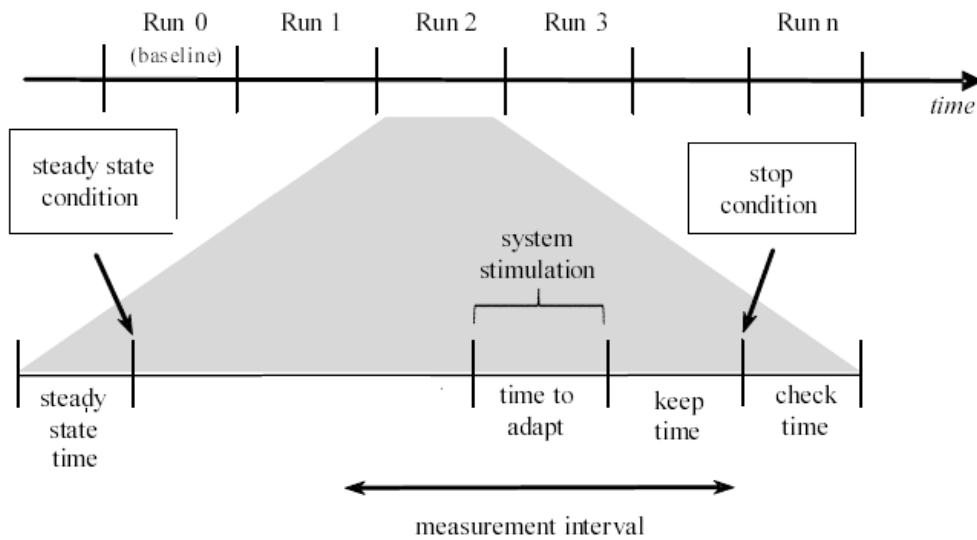 Run 0
(baseline)
Run 1
Run 2
Run 3
Run n
time
steady state
condition
stop
condition
system
stimulation
steady
state
time
time to
adapt
keep
time
check
time
measurement interval